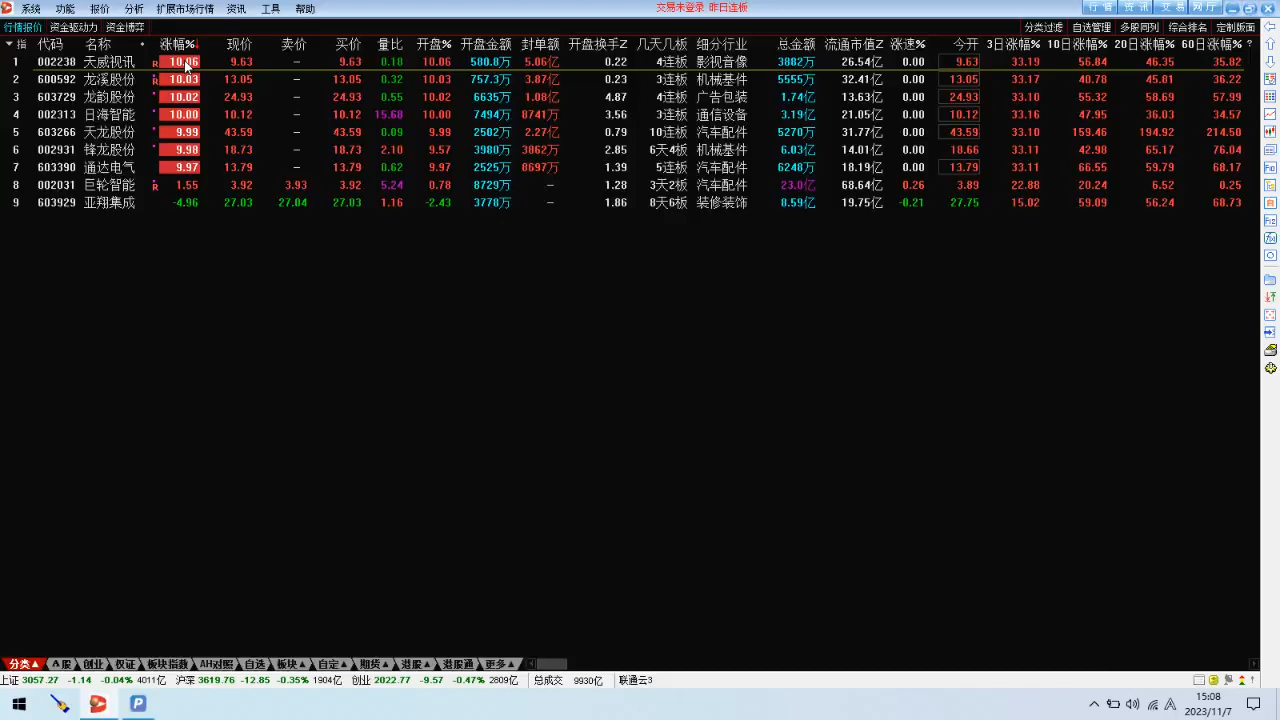 系统 功能 报价 分析 扩展市场行情 资讯 工具 帮助 交易未登录 昨日连板 行情 资讯 交易 网厅
行情报价 资金驱动力 资金博弈 分类过滤 自选管理 多股同列 综合排名 定制版面
指 代码 名称 涨幅% 现价 卖价 买价 量比 开盘% 开盘金额 封单额 开盘换手Z 几天几板 细分行业 总金额 流通市值Z 涨速% 今开 3日涨幅% 10日涨幅% 20日涨幅% 60日涨幅% ?
1 002238 天威视讯 R 10.06 9.63 – 9.63 0.18 10.06 580.8万 5.06亿 0.22 4连板 影视音像 3882万 26.54亿 0.00 9.63 33.19 56.84 46.35 35.82
2 600592 龙溪股份 R 10.03 13.05 – 13.05 0.32 10.03 757.3万 3.87亿 0.23 3连板 机械基件 5555万 32.41亿 0.00 13.05 33.17 40.78 45.81 36.22
3 603729 龙韵股份 10.02 24.93 – 24.93 0.55 10.02 6635万 1.08亿 4.87 4连板 广告包装 1.74亿 13.63亿 0.00 24.93 33.10 55.32 58.69 57.99
4 002313 日海智能 10.00 10.12 – 10.12 15.60 10.00 7494万 8741万 3.56 3连板 通信设备 3.19亿 21.05亿 0.00 10.12 33.16 47.95 36.03 34.57
5 603266 天龙股份 9.99 43.59 – 43.59 0.09 9.99 2502万 2.27亿 0.79 10连板 汽车配件 5270万 31.77亿 0.00 43.59 33.10 159.46 194.92 214.50
6 002931 锋龙股份 9.98 18.73 – 18.73 2.10 9.57 3980万 3862万 2.85 6天4板 机械基件 6.03亿 14.01亿 0.00 18.66 33.11 42.98 65.17 76.04
7 603390 通达电气 9.97 13.79 – 13.79 0.62 9.97 2525万 8697万 1.39 5连板 汽车配件 6248万 18.19亿 0.00 13.79 33.11 66.55 59.79 68.17
8 002031 巨轮智能 R 1.55 3.92 3.93 3.92 5.24 0.78 8729万 – 1.28 3天2板 汽车配件 23.0亿 68.64亿 0.26 3.89 22.88 20.24 6.52 0.25
9 603929 亚翔集成 -4.96 27.03 27.04 27.03 1.16 -2.43 3770万 – 1.86 8天6板 装修装饰 8.59亿 19.75亿 -0.21 27.75 15.02 59.09 56.24 68.73
分类 A股 创业 权证 板块指数 AH对照 自选 板块 自定 期货 港股 港股通 更多
上证 3057.27 -1.14 -0.04% 4011亿 沪深 3619.76 -12.85 -0.35% 1904亿 创业 2022.77 -9.57 -0.47% 2809亿 总成交 9930亿 联通云3
15:08
2023/11/7